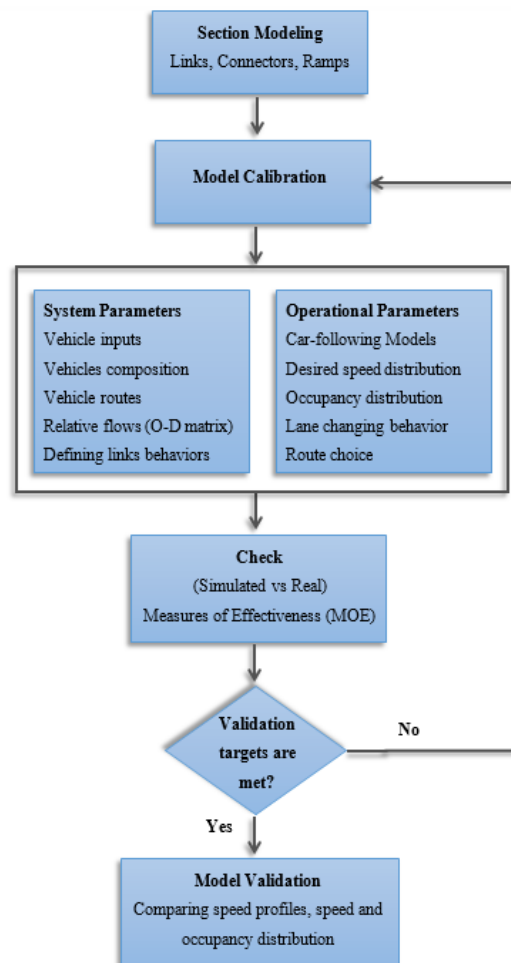 Section Modeling
Links, Connectors, Ramps
Model Calibration
System Parameters
Vehicle inputs
Vehicles composition
Vehicle routes
Relative flows (O-D matrix)
Defining links behaviors
Operational Parameters
Car-following Models
Desired speed distribution
Occupancy distribution
Lane changing behavior
Route choice
Check
(Simulated vs Real)
Measures of Effectiveness (MOE)
Validation
targets are
met?
No
Yes
Model Validation
Comparing speed profiles, speed and
occupancy distribution